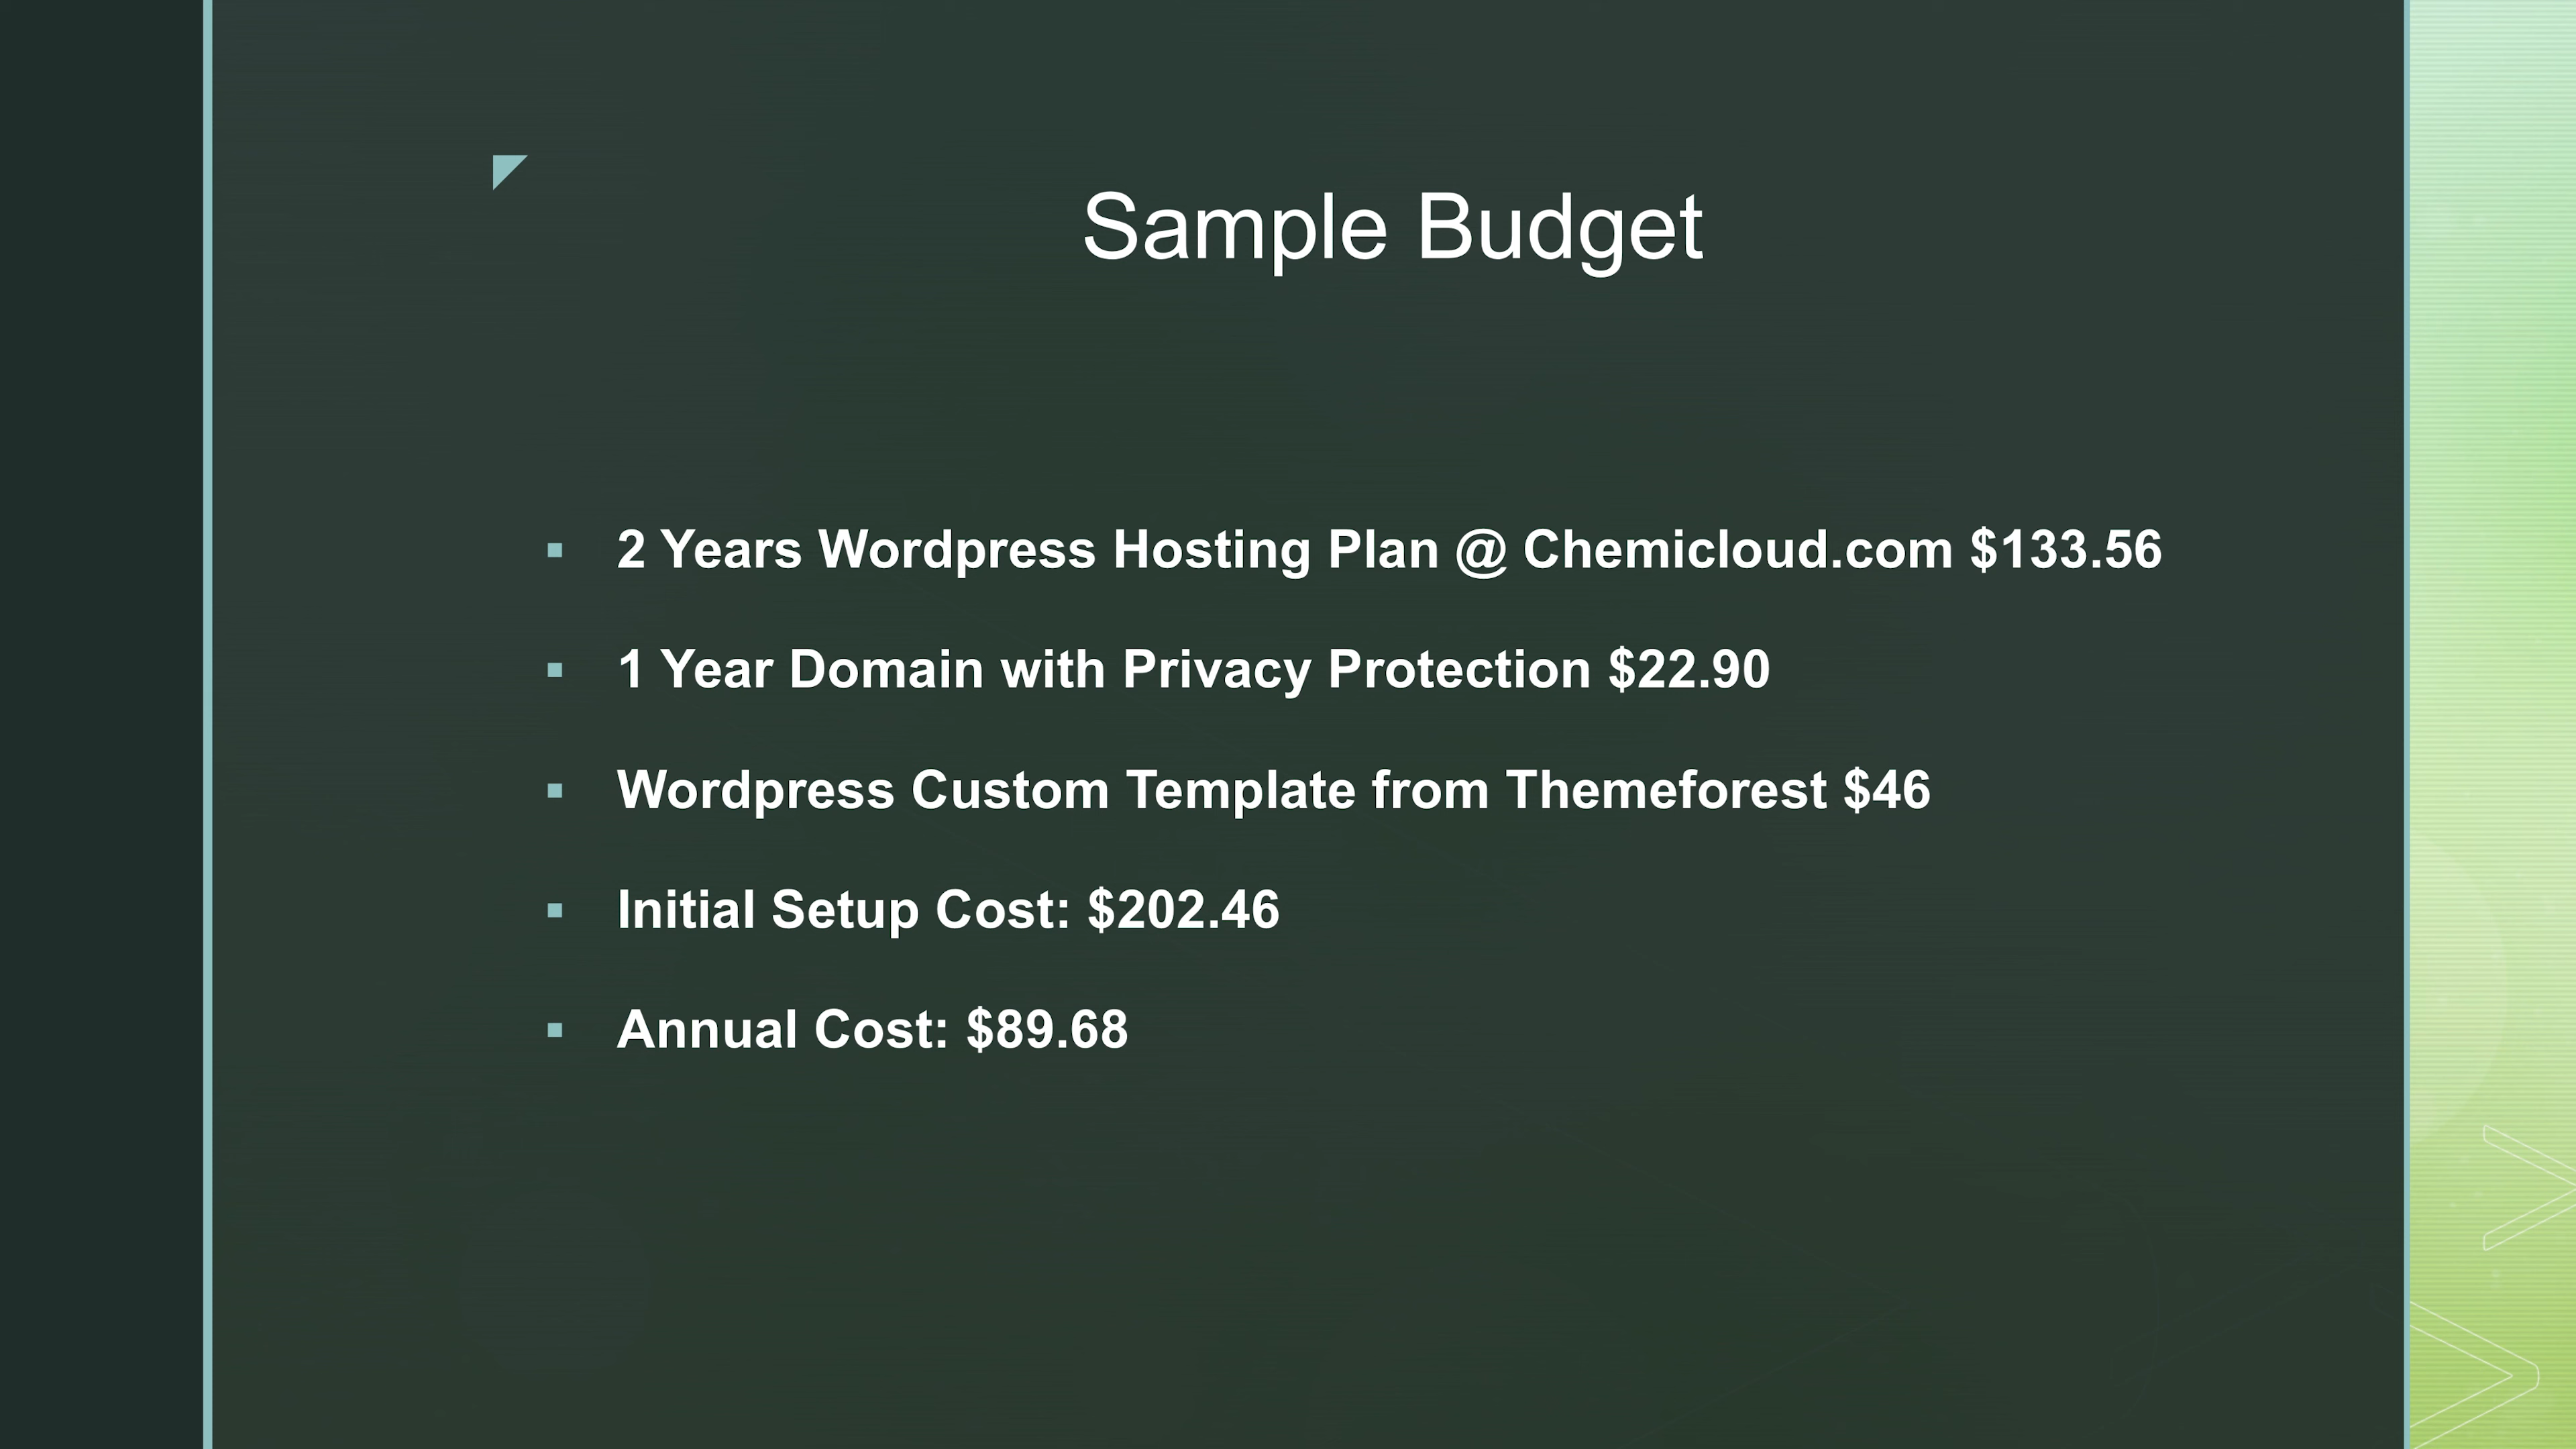 Sample Budget
2 Years Wordpress Hosting Plan @ Chemicloud.com $133.56
1 Year Domain with Privacy Protection $22.90
Wordpress Custom Template from Themeforest $46
Initial Setup Cost: $202.46
Annual Cost: $89.68